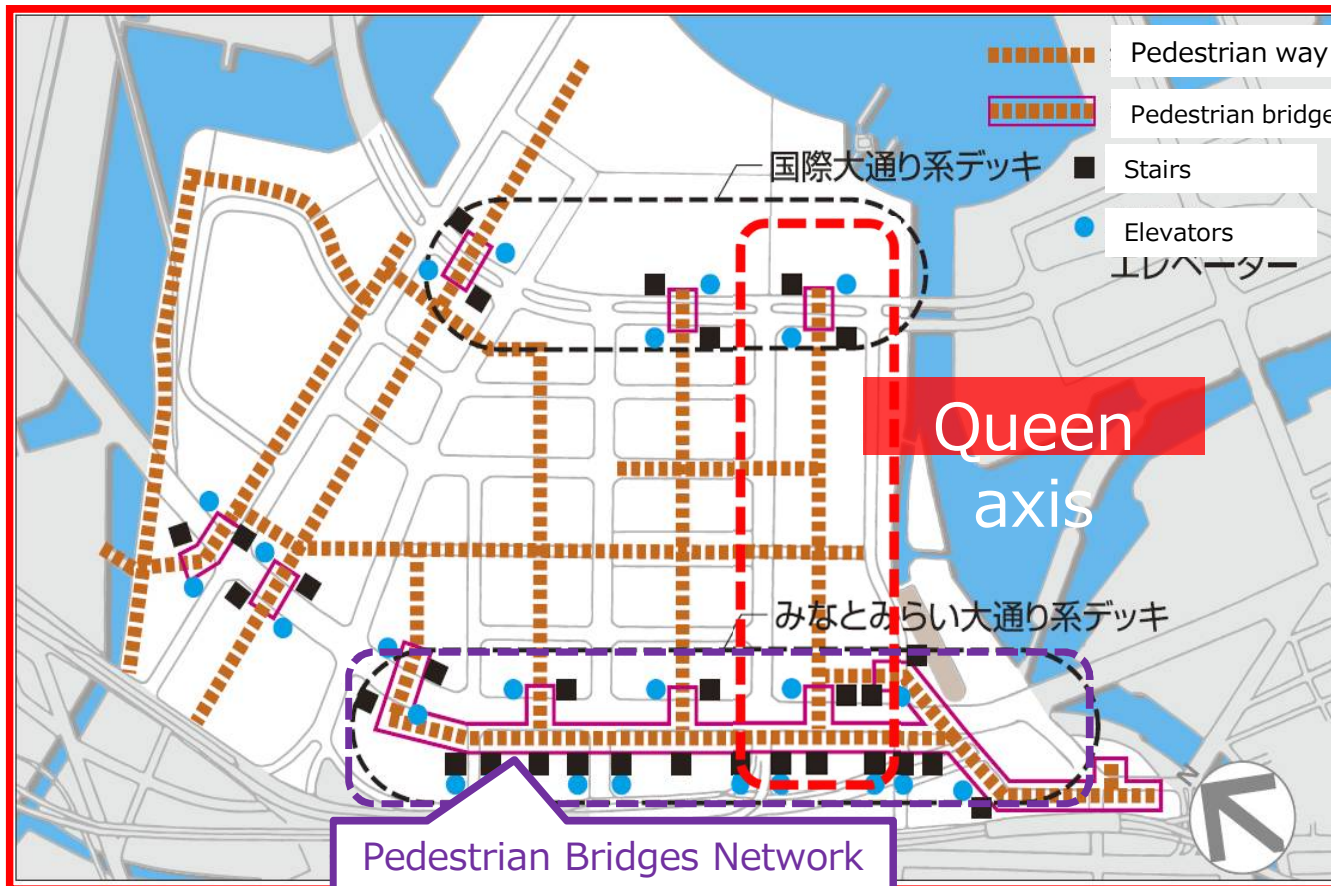 Pedestrian way
Pedestrian bridge
国際大通り系デッキ
Stairs
Elevators
エレベーター
Queen
axis
みなとみらい大通り系デッキ
Pedestrian Bridges Network
N